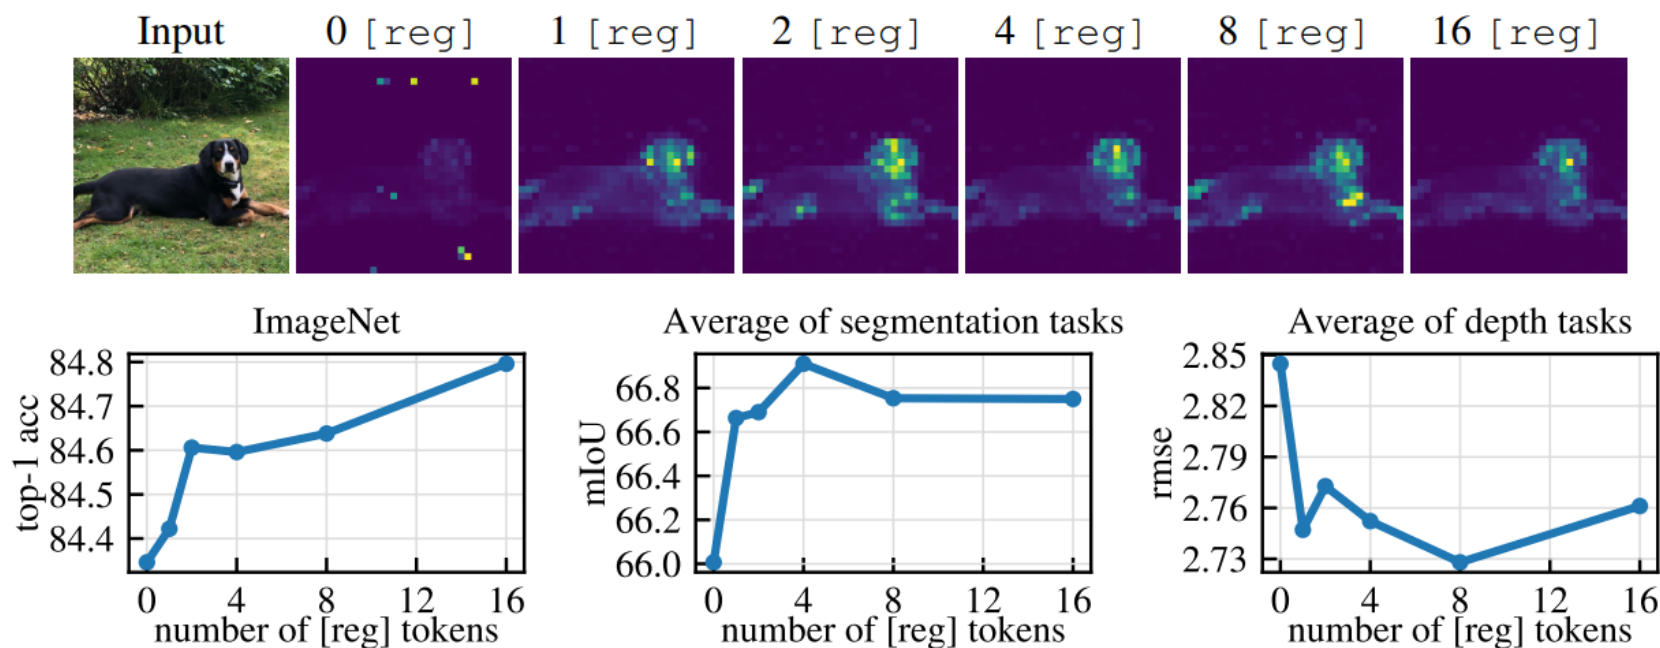 Input 0 [reg] 1 [reg] 2 [reg] 4 [reg] 8 [reg] 16 [reg]
ImageNet
top-1 acc
84.8
84.7
84.6
84.5
84.4
0 4 8 12 16
number of [reg] tokens
Average of segmentation tasks
mIoU
66.8
66.6
66.4
66.2
66.0
0 4 8 12 16
number of [reg] tokens
Average of depth tasks
rmse
2.85
2.82
2.79
2.76
2.73
0 4 8 12 16
number of [reg] tokens